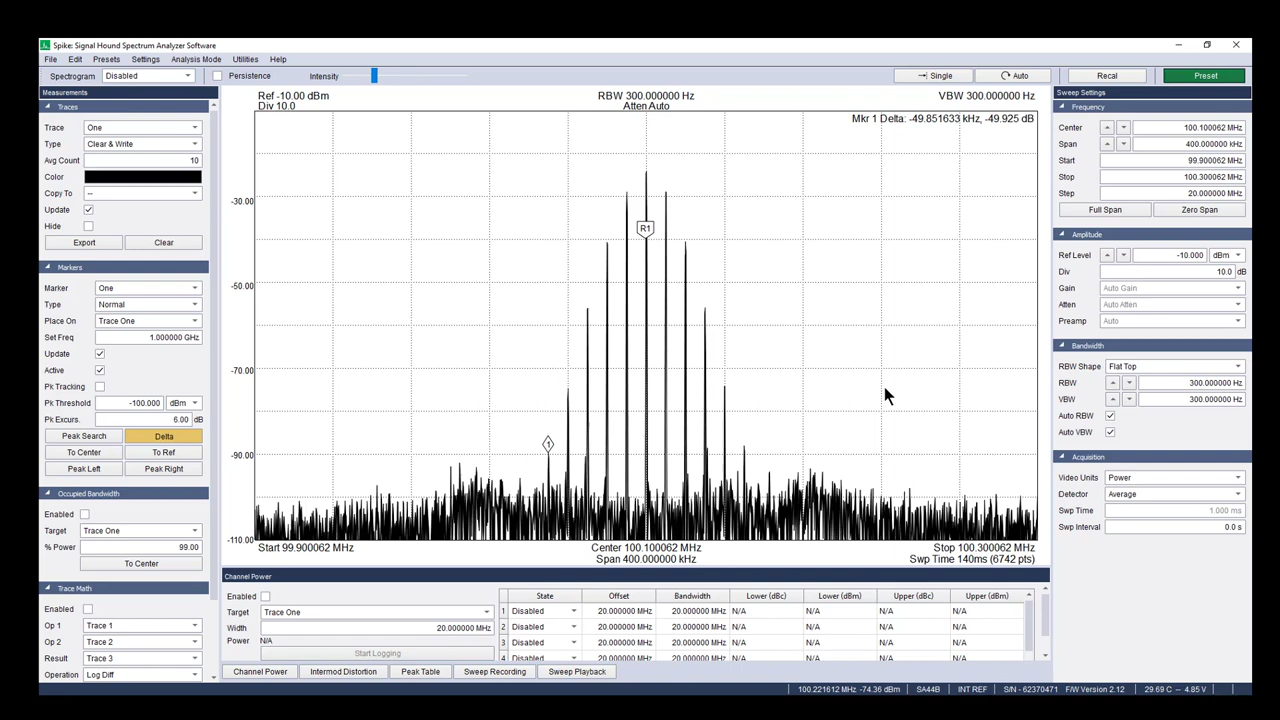 Spike: Signal Hound Spectrum Analyzer Software
File Edit Presets Settings Analysis Mode Utilities Help
Spectrogram Disabled Persistence Intensity Single Auto Recal Preset
Measurements
Traces
Trace One
Type Clear & Write
Avg Count 10
Color
Copy To --
Update
Hide
Export Clear
Markers
Marker One
Type Normal
Place On Trace One
Set Freq 1.000000 GHz
Update
Active
Pk Tracking
Pk Threshold -100.000 dBm
Pk Excurs. 6.00 dB
Peak Search Delta
To Center To Ref
Peak Left Peak Right
Occupied Bandwidth
Enabled
Target Trace One
% Power 99.00
To Center
Trace Math
Enabled
Op 1 Trace 1
Op 2 Trace 2
Result Trace 3
Operation Log Diff
Ref -10.00 dBm RBW 300.000000 Hz VBW 300.000000 Hz
Div 10.0 Atten Auto
Mkr 1 Delta: -49.851633 kHz, -49.925 dB
-30.00
R1
-50.00
-70.00
1
-90.00
-110.00
Start 99.900062 MHz Center 100.100062 MHz Stop 100.300062 MHz
Span 400.000000 kHz Swp Time 140ms (6742 pts)
Channel Power
Enabled
Target Trace One
Width 20.000000 MHz
Power N/A
Start Logging
State Offset Bandwidth Lower (dBc) Lower (dBm) Upper (dBc) Upper (dBm)
1 Disabled 20.000000 MHz 20.000000 MHz N/A N/A N/A N/A
2 Disabled 20.000000 MHz 20.000000 MHz N/A N/A N/A N/A
3 Disabled 20.000000 MHz 20.000000 MHz N/A N/A N/A N/A
4 Disabled 20.000000 MHz 20.000000 MHz N/A N/A N/A N/A
Channel Power Intermod Distortion Peak Table Sweep Recording Sweep Playback
Sweep Settings
Frequency
Center 100.100062 MHz
Span 400.000000 kHz
Start 99.900062 MHz
Stop 100.300062 MHz
Step 20.000000 MHz
Full Span Zero Span
Amplitude
Ref Level -10.000 dBm
Div 10.0 dB
Gain Auto Gain
Atten Auto Atten
Preamp Auto
Bandwidth
RBW Shape Flat Top
RBW 300.000000 Hz
VBW 300.000000 Hz
Auto RBW
Auto VBW
Acquisition
Video Units Power
Detector Average
Swp Time 1.000 ms
Swp Interval 0.0 s
100.221612 MHz -74.36 dBm SA44B INT REF S/N - 62370471 F/W Version 2.12 29.69 C -- 4.85 V